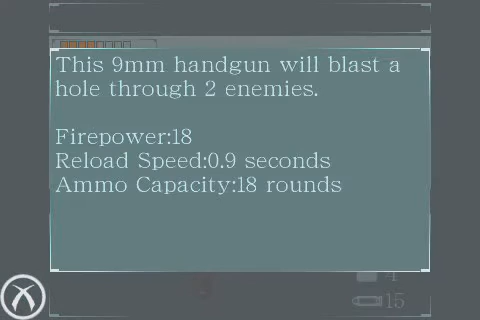 This 9mm handgun will blast a
hole through 2 enemies.
Firepower:18
Reload Speed:0.9 seconds
Ammo Capacity:18 rounds
4
15